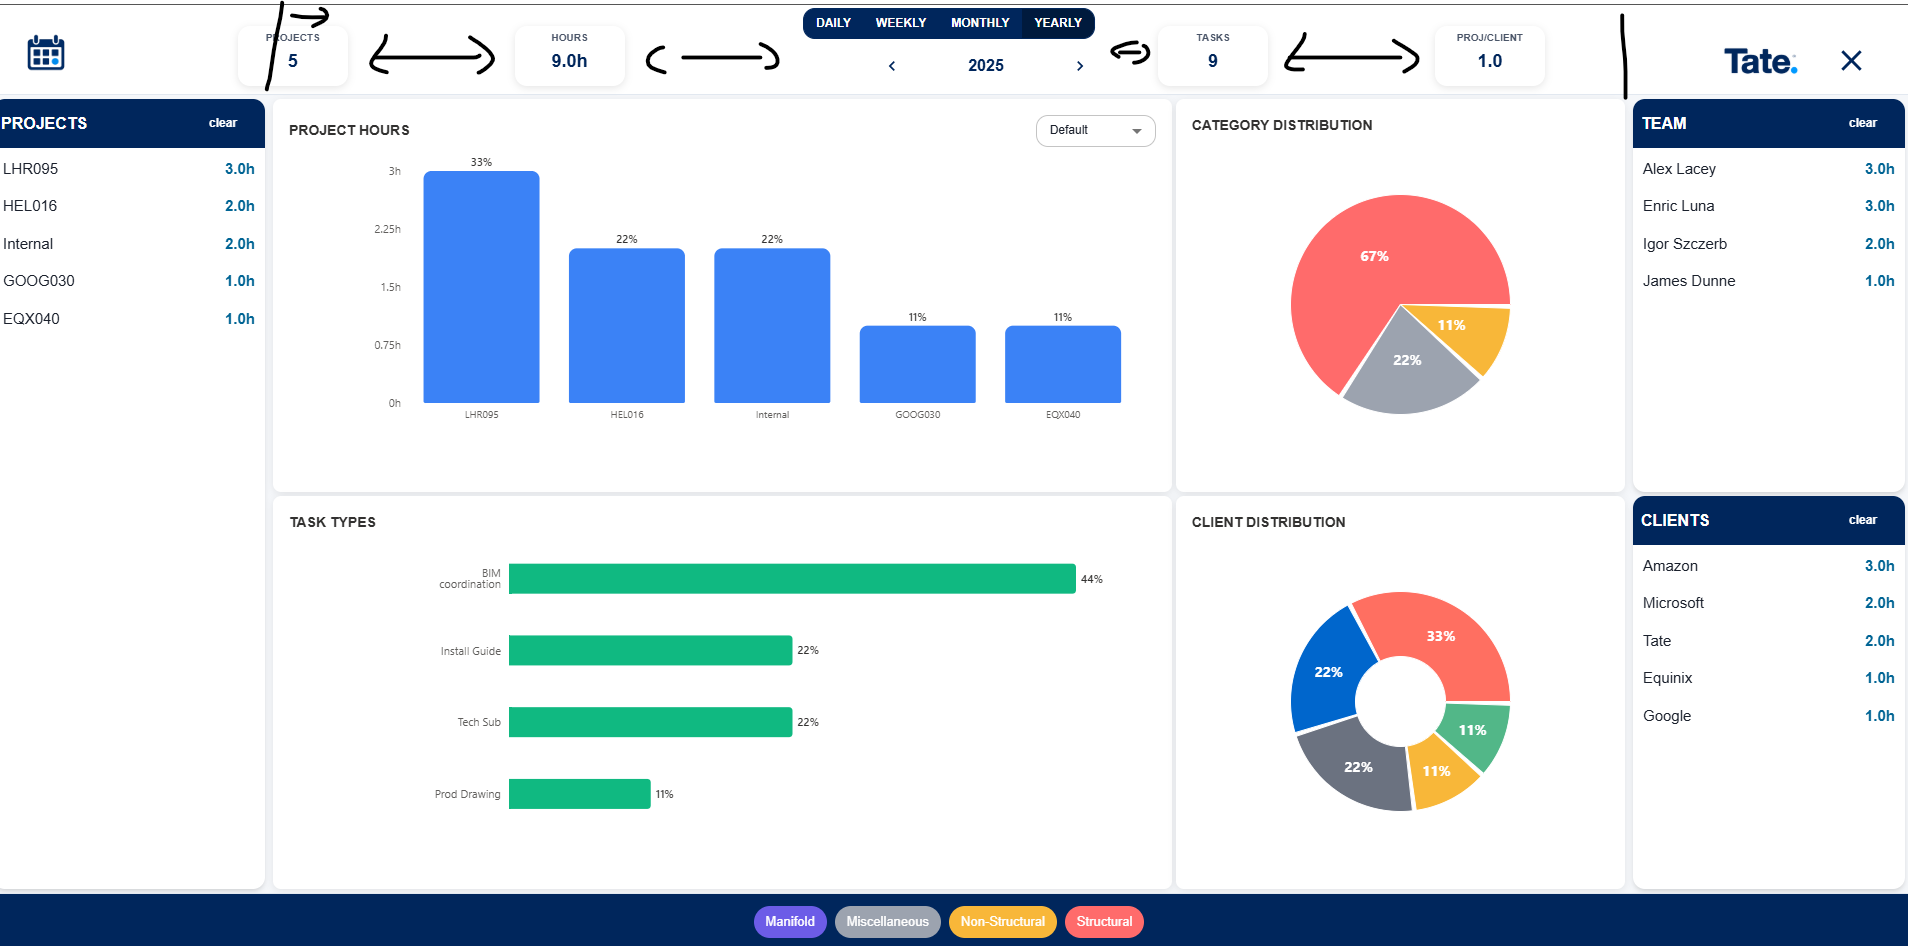 DAILY WEEKLY MONTHLY YEARLY
PROJECTS HOURS TASKS PROJ/CLIENT
5 9.0h < 2025 > 9 1.0
Tate.
PROJECTS clear
LHR095 3.0h
HEL016 2.0h
Internal 2.0h
GOOG030 1.0h
EQX040 1.0h
PROJECT HOURS Default
33%
3h
22% 22%
2.25h
1.5h
11% 11%
0.75h
0h
LHR095 HEL016 Internal GOOG030 EQX040
CATEGORY DISTRIBUTION
67%
11%
22%
TEAM clear
Alex Lacey 3.0h
Enric Luna 3.0h
Igor Szczerb 2.0h
James Dunne 1.0h
TASK TYPES
BIM
coordination 44%
Install Guide 22%
Tech Sub 22%
Prod Drawing 11%
CLIENT DISTRIBUTION
33%
22%
11%
22%
11%
CLIENTS clear
Amazon 3.0h
Microsoft 2.0h
Tate 2.0h
Equinix 1.0h
Google 1.0h
Manifold Miscellaneous Non-Structural Structural